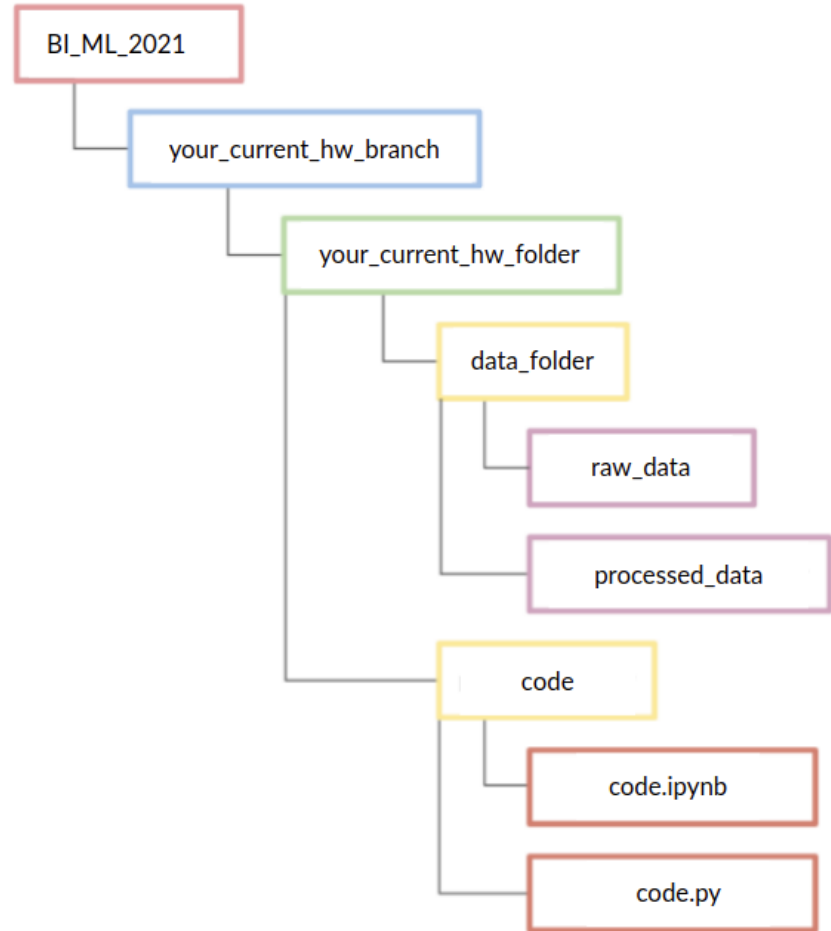 BI_ML_2021
your_current_hw_branch
your_current_hw_folder
data_folder
raw_data
processed_data
code
code.ipynb
code.py